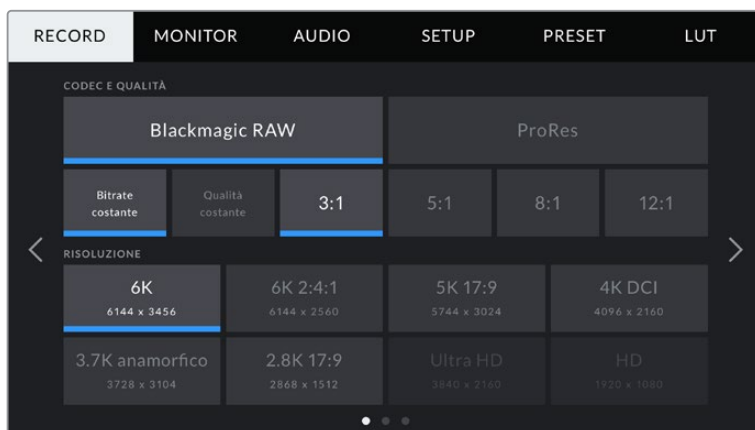 RECORD MONITOR AUDIO SETUP PRESET LUT
CODEC E QUALITÀ
Blackmagic RAW ProRes
Bitrate costante Qualità costante 3:1 5:1 8:1 12:1
RISOLUZIONE
6K 6K 2:4:1 5K 17:9 4K DCI
6144 x 3456 6144 x 2560 5744 x 3024 4096 x 2160
3.7K anamorfico 2.8K 17:9 Ultra HD HD
3728 x 3104 2868 x 1512 3840 x 2160 1920 x 1080